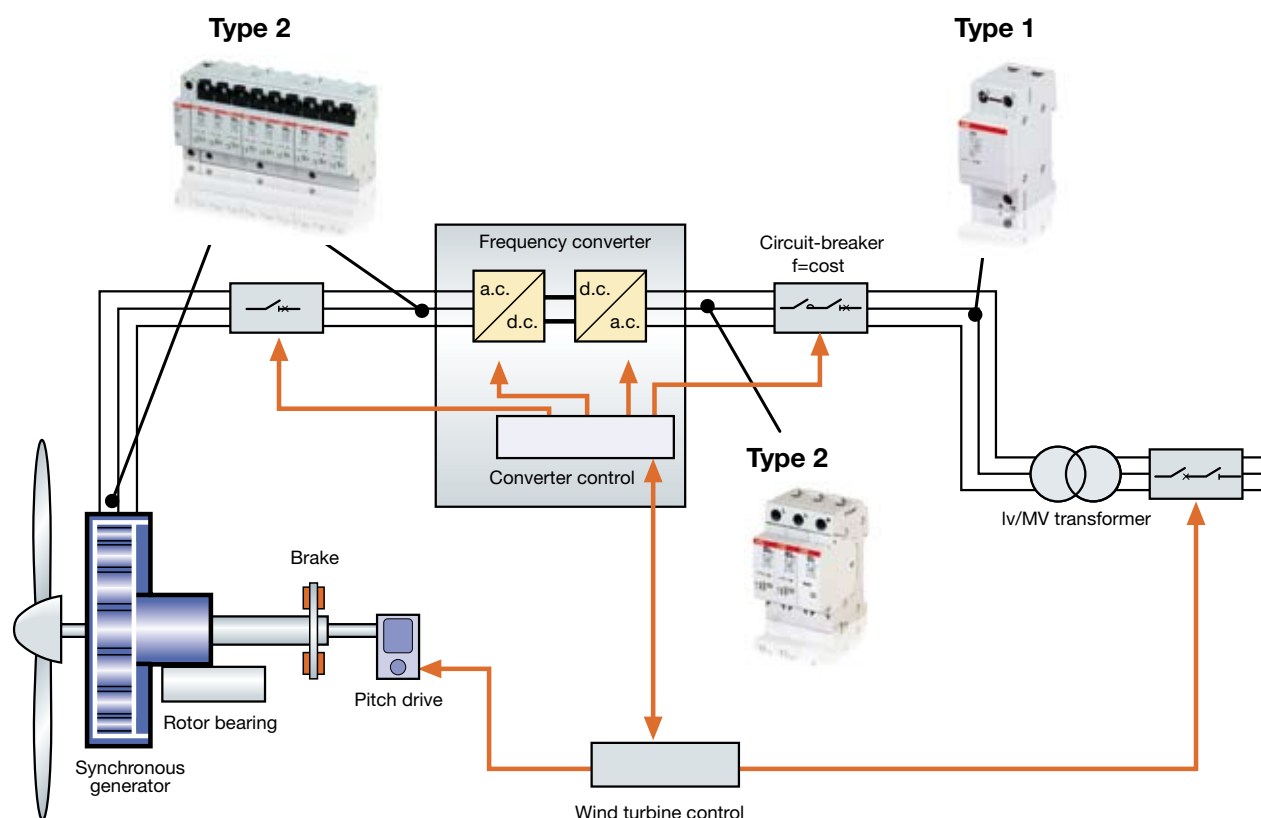 Type 2
Type 1
Frequency converter
Circuit-breaker
f=cost
a.c.
d.c.
d.c.
a.c.
Converter control
Type 2
lv/MV transformer
Brake
Pitch drive
Rotor bearing
Synchronous
generator
Wind turbine control